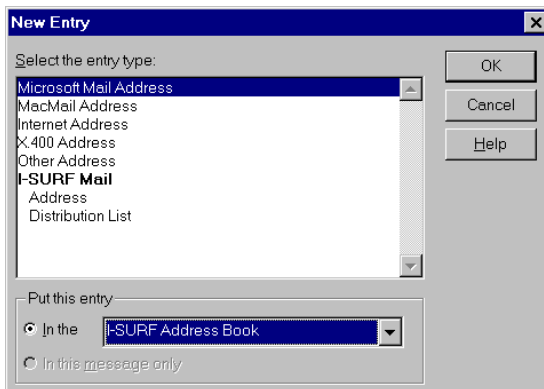 New Entry
Select the entry type:
Microsoft Mail Address
MacMail Address
Internet Address
X.400 Address
Other Address
I-SURF Mail
Address
Distribution List
OK
Cancel
Help
Put this entry
In the I-SURF Address Book
In this message only